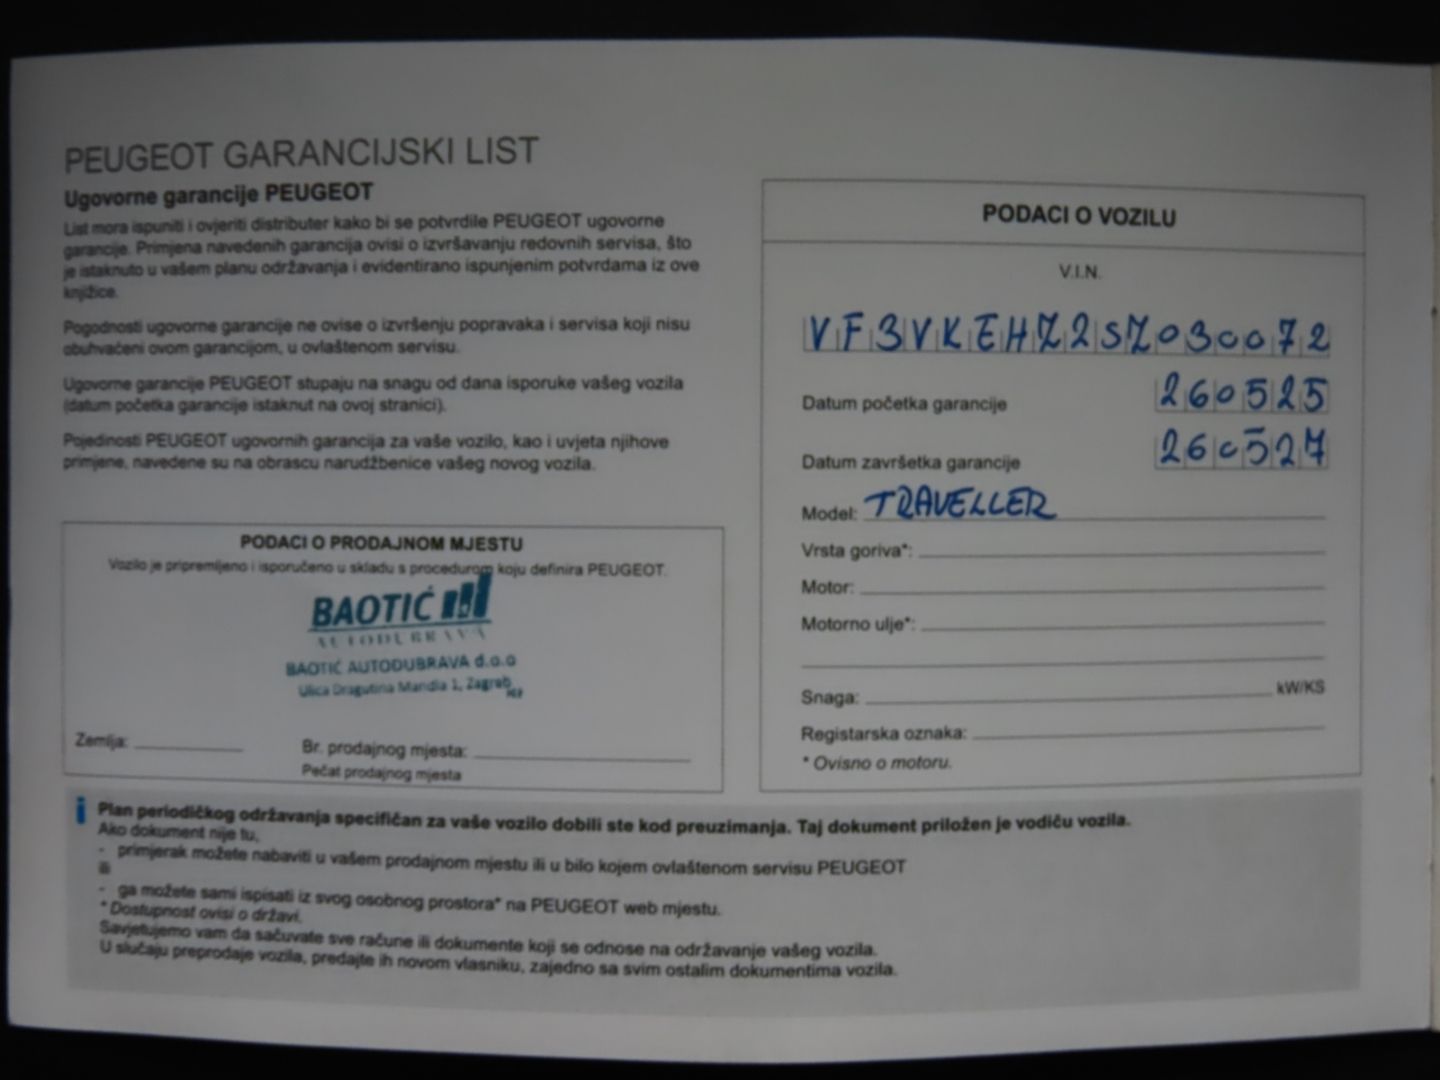 PEUGEOT GARANCIJSKI LIST
Ugovorne garancije PEUGEOT
List mora ispuniti i ovjeriti distributer kako bi se potvrdile PEUGEOT ugovorne
garancije. Primjena navedenih garancija ovisi o izvršavanju redovnih servisa, što
je istaknuto u vašem planu održavanja i evidentirano ispunjenim potvrdama iz ove
knjižice.
Pogodnosti ugovorne garancije ne ovise o izvršenju popravaka i servisa koji nisu
obuhvaćeni ovom garancijom, u ovlaštenom servisu.
Ugovorne garancije PEUGEOT stupaju na snagu od dana isporuke vašeg vozila
(datum početka garancije istaknut na ovoj stranici).
Pojedinosti PEUGEOT ugovornih garancija za vaše vozilo, kao i uvjeta njihove
primjene, navedene su na obrascu narudžbenice vašeg novog vozila.
PODACI O PRODAJNOM MJESTU
Vozilo je pripremljeno i isporučeno u skladu s procedurom koju definira PEUGEOT.
BAOTIĆ
AUTODUBRAVA
BAOTIĆ AUTODUBRAVA d.o.o
Ulica Dragutina Mandla 1, Zagreb
Zemlja:
Br. prodajnog mjesta:
Pečat prodajnog mjesta
PODACI O VOZILU
V.I.N.
VF3VKEHZ2SZ030072
Datum početka garancije 260525
Datum završetka garancije 260527
Model: TRAVELLER
Vrsta goriva*:
Motor:
Motorno ulje*:
Snaga: kW/KS
Registarska oznaka:
* Ovisno o motoru.
i Plan periodičkog održavanja specifičan za vaše vozilo dobili ste kod preuzimanja. Taj dokument priložen je vodiču vozila.
Ako dokument nije tu,
- primjerak možete nabaviti u vašem prodajnom mjestu ili u bilo kojem ovlaštenom servisu PEUGEOT
ili
- ga možete sami ispisati iz svog osobnog prostora* na PEUGEOT web mjestu.
* Dostupnost ovisi o državi.
Savjetujemo vam da sačuvate sve račune ili dokumente koji se odnose na održavanje vašeg vozila.
U slučaju preprodaje vozila, predajte ih novom vlasniku, zajedno sa svim ostalim dokumentima vozila.